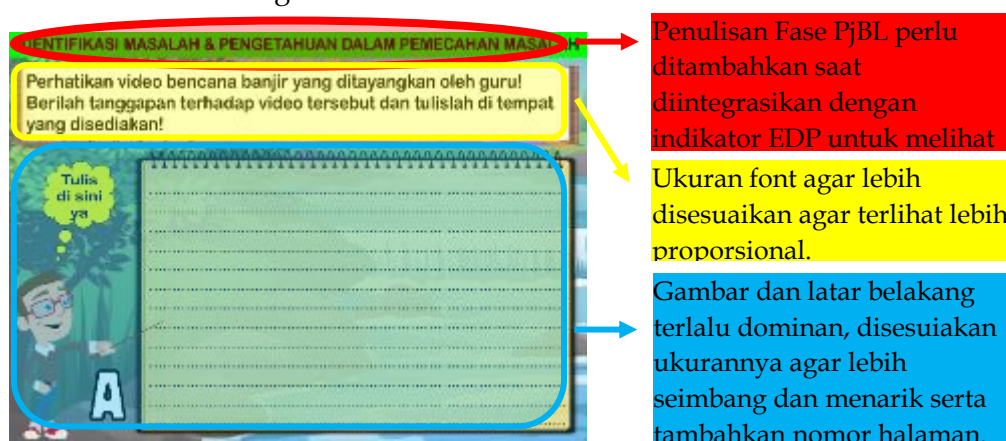 IDENTIFIKASI MASALAH & PENGETAHUAN DALAM PEMECAHAN MASALAH
Perhatikan video bencana banjir yang ditayangkan oleh guru!
Berilah tanggapan terhadap video tersebut dan tulislah di tempat
yang disediakan!
Tulis
di sini
ya
A
Penulisan Fase PjBL perlu
ditambahkan saat
diintegrasikan dengan
indikator EDP untuk melihat
Ukuran font agar lebih
disesuaikan agar terlihat lebih
proporsional.
Gambar dan latar belakang
terlalu dominan, disesuiakan
ukurannya agar lebih
seimbang dan menarik serta
tambahkan nomor halaman